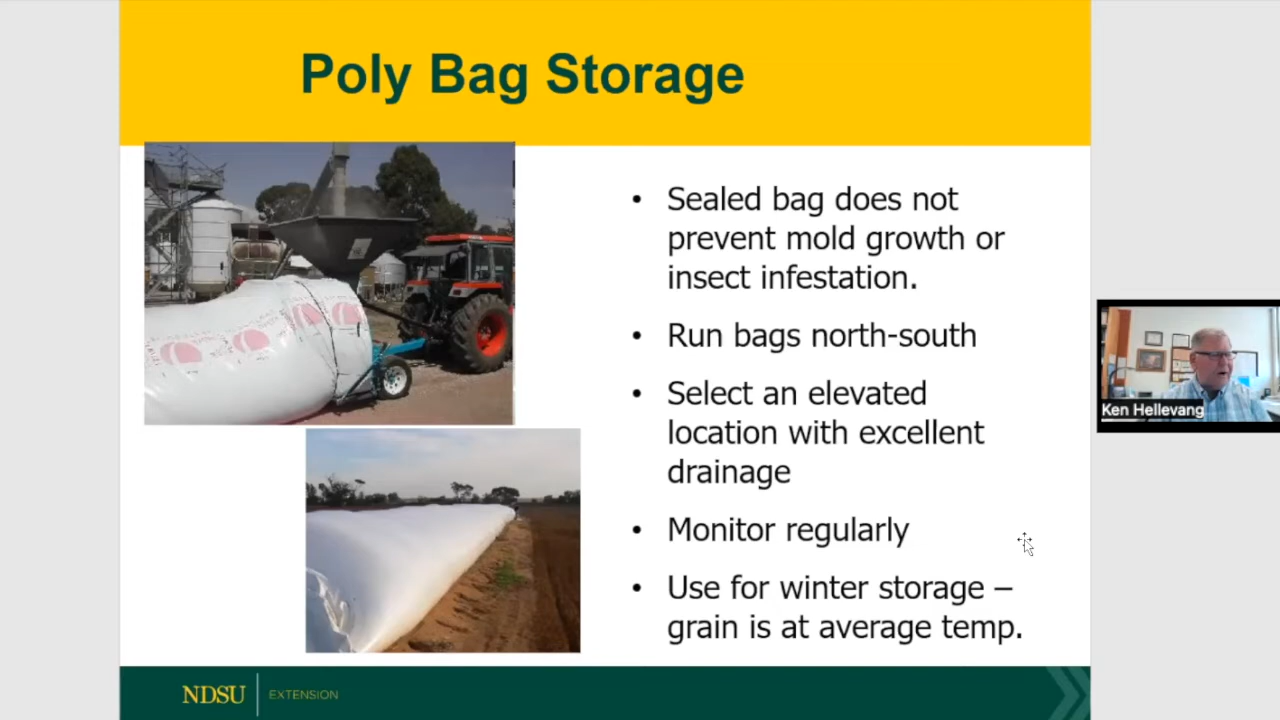 Poly Bag Storage
• Sealed bag does not
prevent mold growth or
insect infestation.
• Run bags north-south
• Select an elevated
location with excellent
drainage
• Monitor regularly
• Use for winter storage –
grain is at average temp.
Ken Hellevang
NDSU EXTENSION